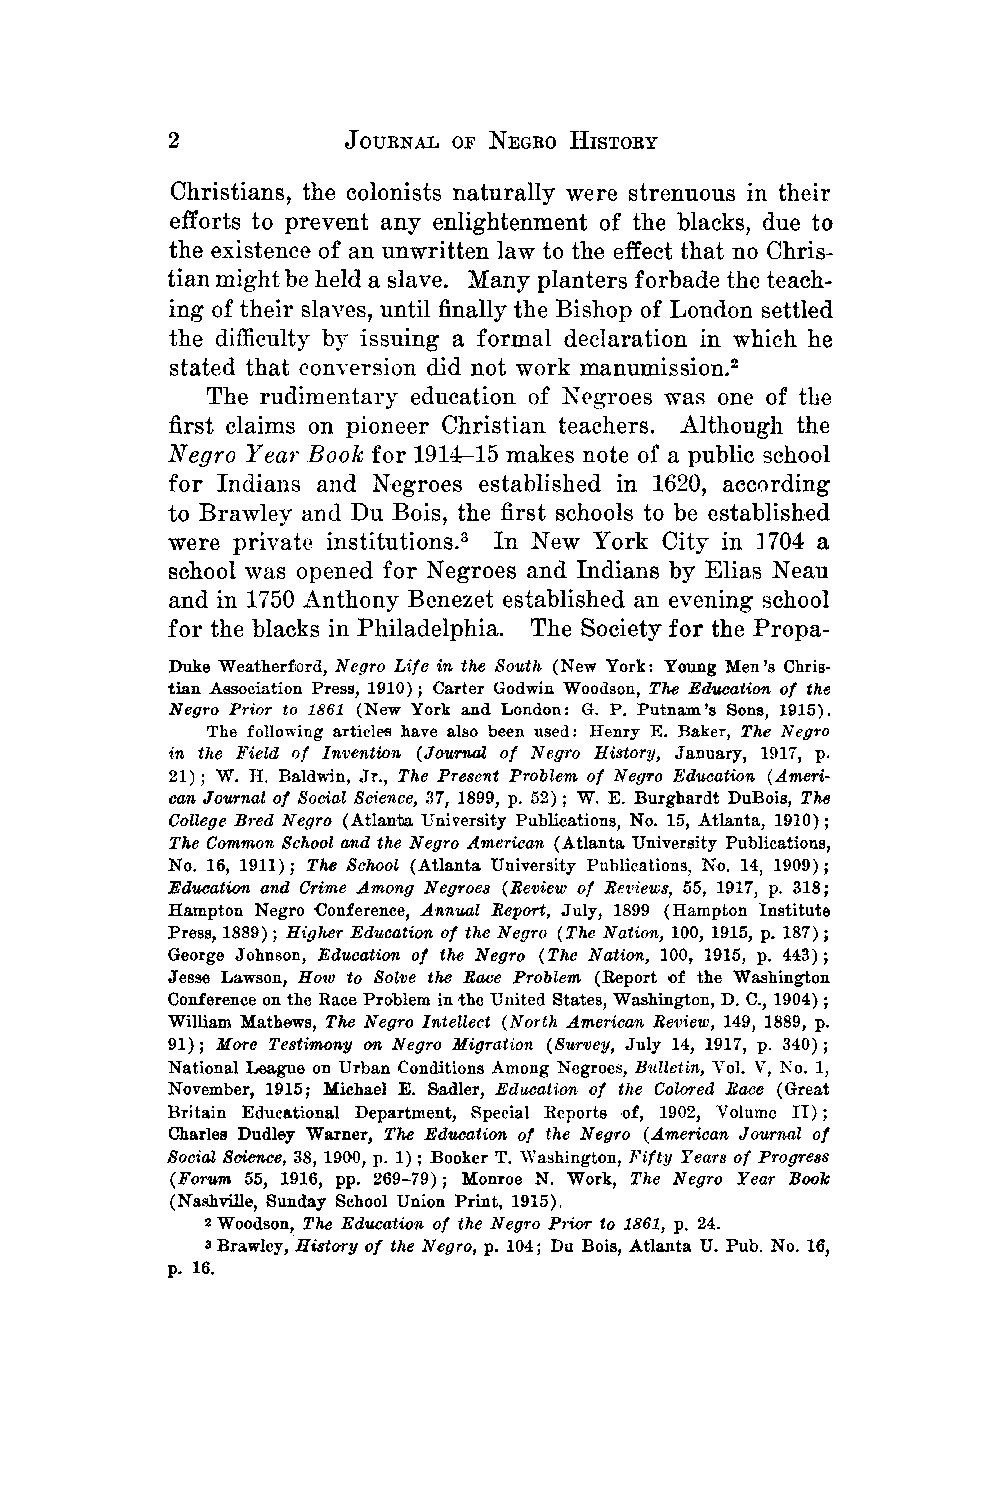 2 JOURNAL OF NEGRO HISTORY
Christians, the colonists naturally were strenuous in their
efforts to prevent any enlightenment of the blacks, due to
the existence of an unwritten law to the effect that no Chris-
tian might be held a slave. Many planters forbade the teach-
ing of their slaves, until finally the Bishop of London settled
the difficulty by issuing a formal declaration in which he
stated that conversion did not work manumission.²
The rudimentary education of Negroes was one of the
first claims on pioneer Christian teachers. Although the
Negro Year Book for 1914–15 makes note of a public school
for Indians and Negroes established in 1620, according
to Brawley and Du Bois, the first schools to be established
were private institutions.³ In New York City in 1704 a
school was opened for Negroes and Indians by Elias Neau
and in 1750 Anthony Benezet established an evening school
for the blacks in Philadelphia. The Society for the Propa-
Duke Weatherford, Negro Life in the South (New York: Young Men's Chris-
tian Association Press, 1910); Carter Godwin Woodson, The Education of the
Negro Prior to 1861 (New York and London: G. P. Putnam's Sons, 1915).
The following articles have also been used: Henry E. Baker, The Negro
in the Field of Invention (Journal of Negro History, January, 1917, p.
21); W. H. Baldwin, Jr., The Present Problem of Negro Education (Ameri-
can Journal of Social Science, 37, 1899, p. 52); W. E. Burghardt DuBois, The
College Bred Negro (Atlanta University Publications, No. 15, Atlanta, 1910);
The Common School and the Negro American (Atlanta University Publications,
No. 16, 1911); The School (Atlanta University Publications, No. 14, 1909);
Education and Crime Among Negroes (Review of Reviews, 55, 1917, p. 318;
Hampton Negro Conference, Annual Report, July, 1899 (Hampton Institute
Press, 1889); Higher Education of the Negro (The Nation, 100, 1915, p. 187);
George Johnson, Education of the Negro (The Nation, 100, 1915, p. 443);
Jesse Lawson, How to Solve the Race Problem (Report of the Washington
Conference on the Race Problem in the United States, Washington, D. C., 1904);
William Mathews, The Negro Intellect (North American Review, 149, 1889, p.
91); More Testimony on Negro Migration (Survey, July 14, 1917, p. 340);
National League on Urban Conditions Among Negroes, Bulletin, Vol. V, No. 1,
November, 1915; Michael E. Sadler, Education of the Colored Race (Great
Britain Educational Department, Special Reports of, 1902, Volume II);
Charles Dudley Warner, The Education of the Negro (American Journal of
Social Science, 38, 1900, p. 1); Booker T. Washington, Fifty Years of Progress
(Forum 55, 1916, pp. 269–79); Monroe N. Work, The Negro Year Book
(Nashville, Sunday School Union Print, 1915).
² Woodson, The Education of the Negro Prior to 1861, p. 24.
³ Brawley, History of the Negro, p. 104; Du Bois, Atlanta U. Pub. No. 16,
p. 16.